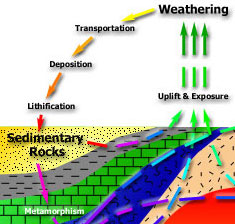 Weathering
Transportation
Deposition
Lithification
Uplift & Exposure
Sedimentary
Rocks
Metamorphism